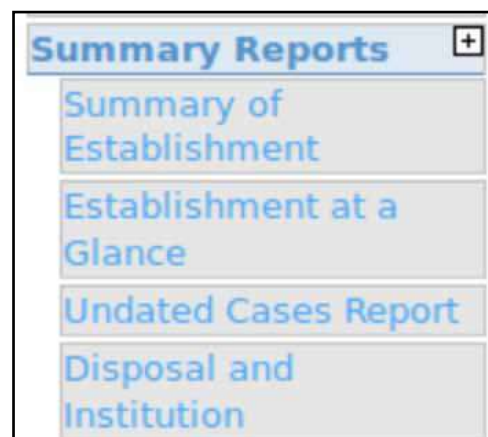 Summary Reports +
Summary of
Establishment
Establishment at a
Glance
Undated Cases Report
Disposal and
Institution